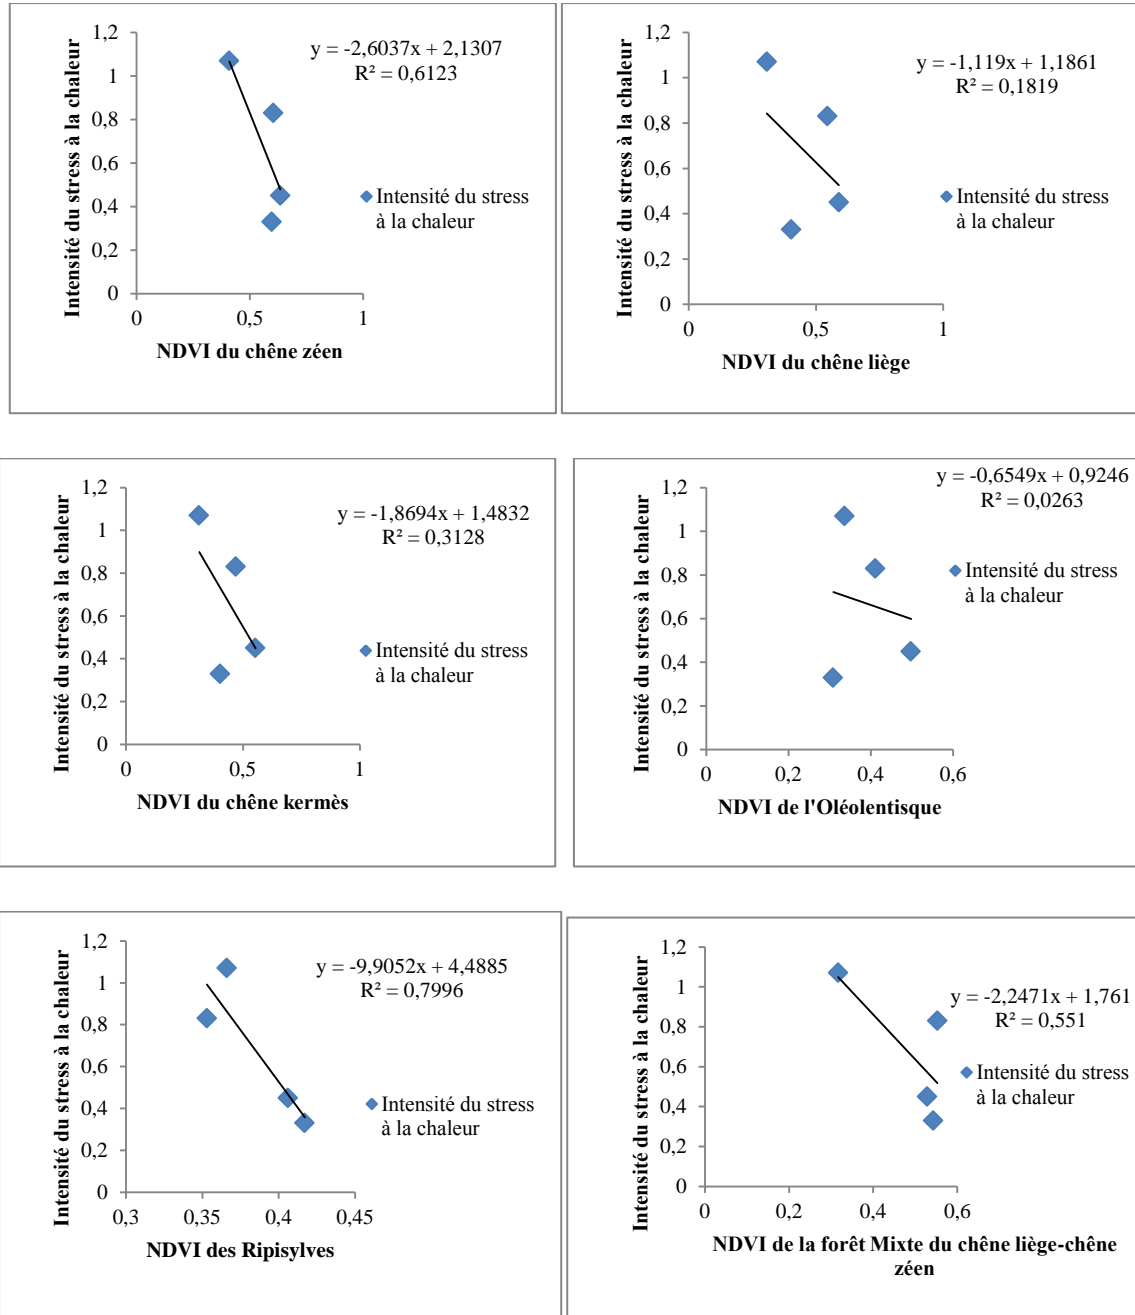 Intensité du stress à la chaleur
1,2
1
0,8
0,6
0,4
0,2
0
0
0,5
1
y = -2,6037x + 2,1307
R² = 0,6123
Intensité du stress
à la chaleur
NDVI du chêne zéen
Intensité du stress à la chaleur
1,2
1
0,8
0,6
0,4
0,2
0
0
0,5
1
y = -1,119x + 1,1861
R² = 0,1819
Intensité du stress
à la chaleur
NDVI du chêne liège
Intensité du stress à la chaleur
1,2
1
0,8
0,6
0,4
0,2
0
0
0,5
1
y = -1,8694x + 1,4832
R² = 0,3128
Intensité du stress
à la chaleur
NDVI du chêne kermès
Intensité du stress à la chaleur
1,2
1
0,8
0,6
0,4
0,2
0
0
0,2
0,4
0,6
y = -0,6549x + 0,9246
R² = 0,0263
Intensité du stress
à la chaleur
NDVI de l'Oléolentisque
Intensité du stress à la chaleur
1,2
1
0,8
0,6
0,4
0,2
0
0,3
0,35
0,4
0,45
y = -9,9052x + 4,4885
R² = 0,7996
Intensité du stress
à la chaleur
NDVI des Ripisylves
Intensité du stress à la chaleur
1,2
1
0,8
0,6
0,4
0,2
0
0
0,2
0,4
0,6
y = -2,2471x + 1,761
R² = 0,551
Intensité du stress
à la chaleur
NDVI de la forêt Mixte du chêne liège-chêne
zéen